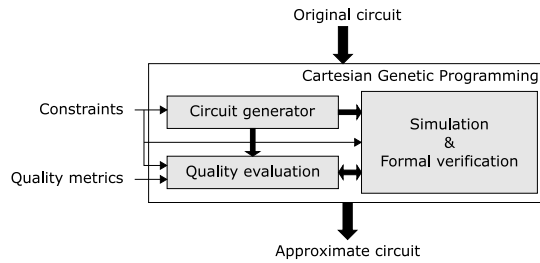 Original circuit
Cartesian Genetic Programming
Constraints
Circuit generator
Simulation
&
Formal verification
Quality metrics
Quality evaluation
Approximate circuit